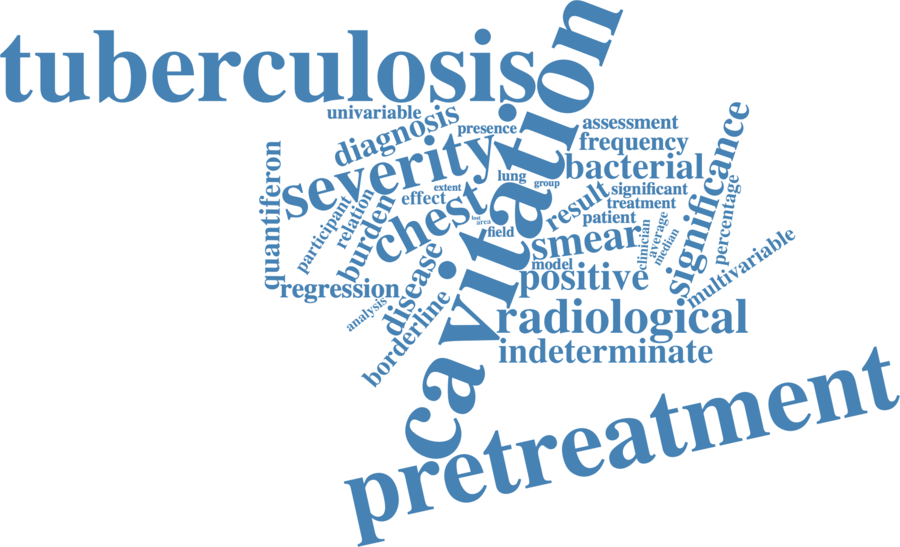 tuberculosis
cavitation
univariable
diagnosis
presence
assessment
frequency
bacterial
severity
lung
group
significance
quantiferon
extent
effect
chest
result
significant
treatment
patient
percentage
participant
relation
burden
test
area
field
smear
clinician
average
median
model
positive
multivariable
regression
disease
analysis
borderline
radiological
indeterminate
pretreatment